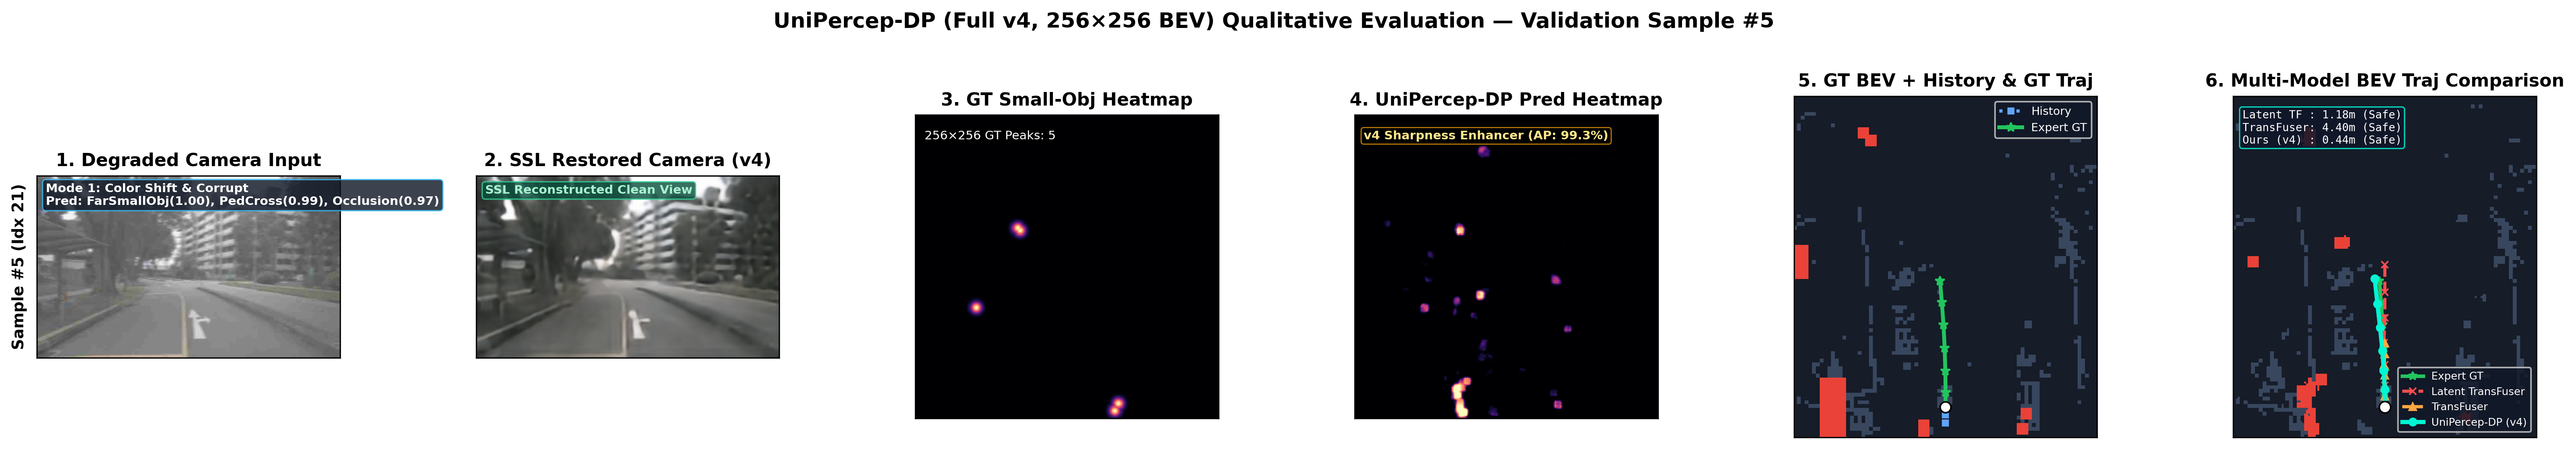 UniPercep-DP (Full v4, 256×256 BEV) Qualitative Evaluation — Validation Sample #5
Sample #5 (Idx 21)
1. Degraded Camera Input
Mode 1: Color Shift & Corrupt
Pred: FarSmallObj(1.00), PedCross(0.99), Occlusion(0.97)
2. SSL Restored Camera (v4)
SSL Reconstructed Clean View
3. GT Small-Obj Heatmap
256×256 GT Peaks: 5
4. UniPercep-DP Pred Heatmap
v4 Sharpness Enhancer (AP: 99.3%)
5. GT BEV + History & GT Traj
History
Expert GT
6. Multi-Model BEV Traj Comparison
Latent TF : 1.18m (Safe)
TransFuser: 4.40m (Safe)
Ours (v4) : 0.44m (Safe)
Expert GT
Latent TransFuser
TransFuser
UniPercep-DP (v4)